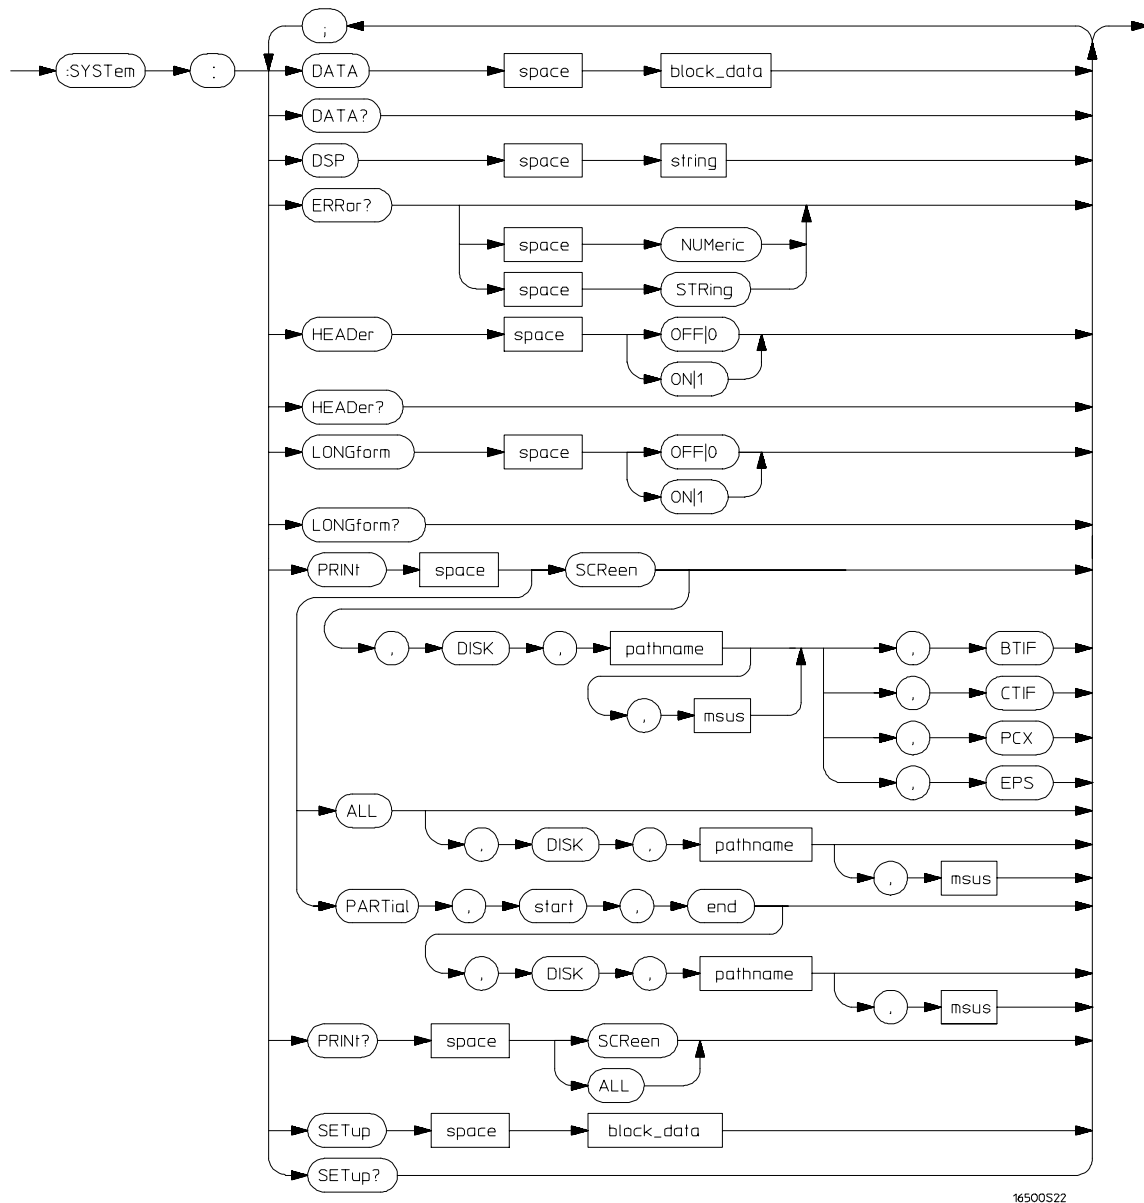 ;
:SYSTem : DATA space block_data
DATA?
DSP space string
ERRor?
space NUMeric
space STRing
HEADer space OFF|0
ON|1
HEADer?
LONGform space OFF|0
ON|1
LONGform?
PRINt space SCReen
, DISK , pathname , BTIF
, msus , CTIF
, PCX
, EPS
ALL
, DISK , pathname
, msus
PARTial , start , end
, DISK , pathname
, msus
PRINt? space SCReen
ALL
SETup space block_data
SETup?
16500S22